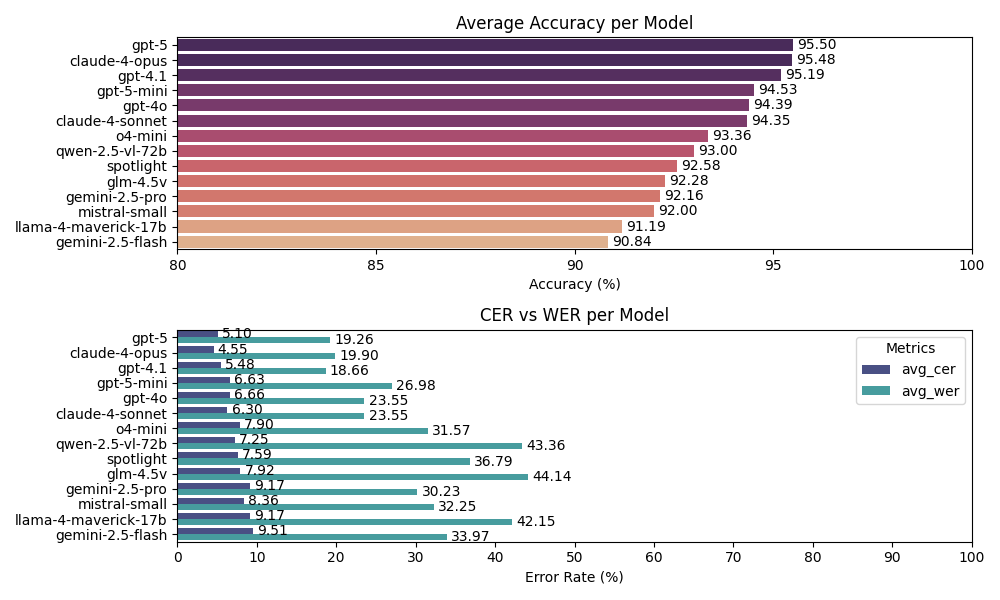 Average Accuracy per Model
gpt-5 95.50
claude-4-opus 95.48
gpt-4.1 95.19
gpt-5-mini 94.53
gpt-4o 94.39
claude-4-sonnet 94.35
o4-mini 93.36
qwen-2.5-vl-72b 93.00
spotlight 92.58
glm-4.5v 92.28
gemini-2.5-pro 92.16
mistral-small 92.00
llama-4-maverick-17b 91.19
gemini-2.5-flash 90.84
80 85 90 95 100
Accuracy (%)
CER vs WER per Model
Metrics
avg_cer
avg_wer
gpt-5 5.10 19.26
claude-4-opus 4.55 19.90
gpt-4.1 5.48 18.66
gpt-5-mini 6.63 26.98
gpt-4o 6.66 23.55
claude-4-sonnet 6.30 23.55
o4-mini 7.90 31.57
qwen-2.5-vl-72b 7.25 43.36
spotlight 7.59 36.79
glm-4.5v 7.92 44.14
gemini-2.5-pro 9.17 30.23
mistral-small 8.36 32.25
llama-4-maverick-17b 9.17 42.15
gemini-2.5-flash 9.51 33.97
0 10 20 30 40 50 60 70 80 90 100
Error Rate (%)